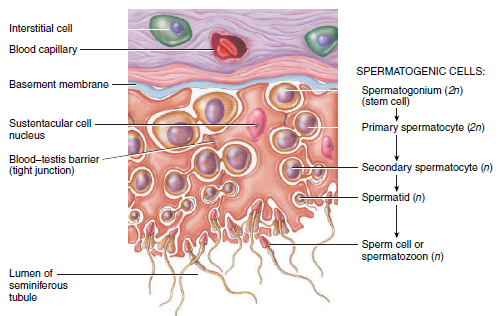 Interstitial cell
Blood capillary
Basement membrane
Sustentacular cell
nucleus
Blood–testis barrier
(tight junction)
Lumen of
seminiferous
tubule
SPERMATOGENIC CELLS:
Spermatogonium (2n)
(stem cell)
Primary spermatocyte (2n)
Secondary spermatocyte (n)
Spermatid (n)
Sperm cell or
spermatozoon (n)